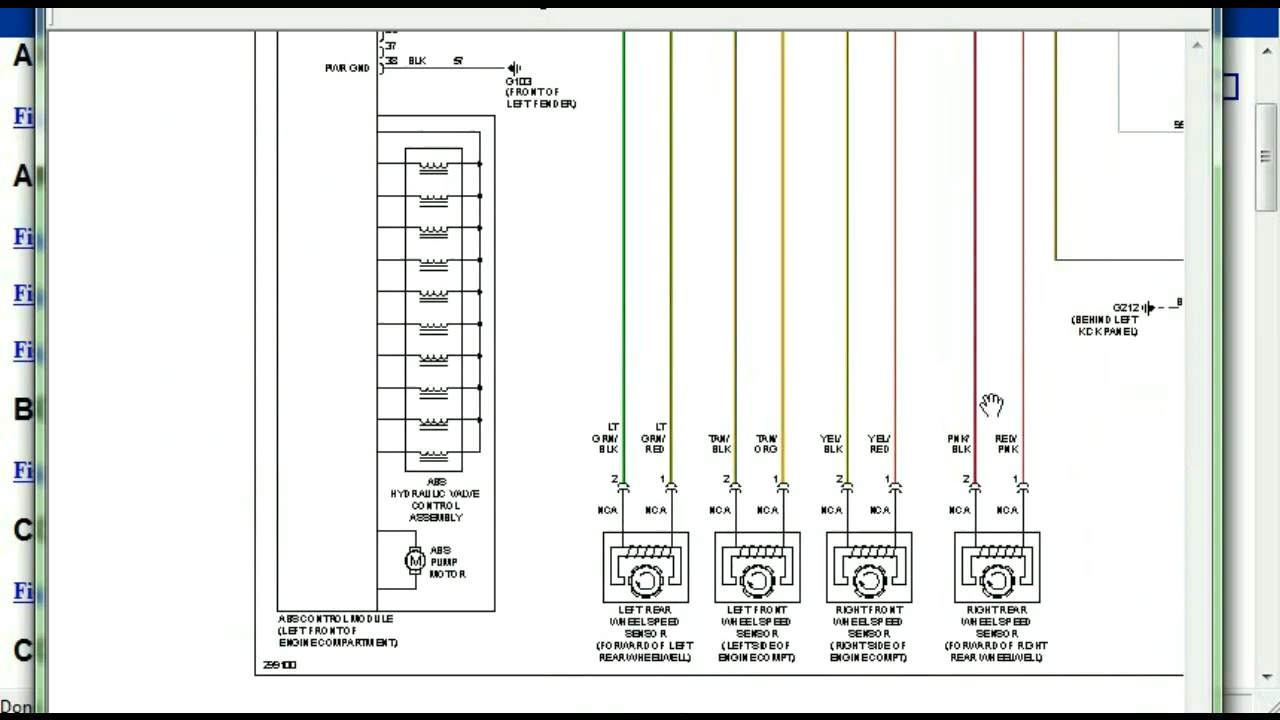 A
Fi
A
Fi
Fi
Fi
B
Fi
C
Fi
C
Don
37
PWR GND
38 BLK 57
G103
(FRONT OF
LEFT FENDER)
ABS
HYDRAULIC VALVE
CONTROL
ASSEMBLY
M
ABS
PUMP
MOTOR
ABS CONTROL MODULE
(LEFT FRONT OF
ENGINE COMPARTMENT)
299100
LT
GRN/
BLK
LT
GRN/
RED
TAN/
BLK
TAN/
ORG
YEL/
BLK
YEL/
RED
PNK/
BLK
RED/
PNK
2 1 2 1 2 1 2 1
NCA NCA NCA NCA NCA NCA NCA NCA
LEFT REAR
WHEEL SPEED
SENSOR
(FORWARD OF LEFT
REAR WHEELWELL)
LEFT FRONT
WHEEL SPEED
SENSOR
(LEFT SIDE OF
ENGINE COMPT)
RIGHT FRONT
WHEEL SPEED
SENSOR
(RIGHT SIDE OF
ENGINE COMPT)
RIGHT REAR
WHEEL SPEED
SENSOR
(FORWARD OF RIGHT
REAR WHEELWELL)
G212
(BEHIND LEFT
KICK PANEL)